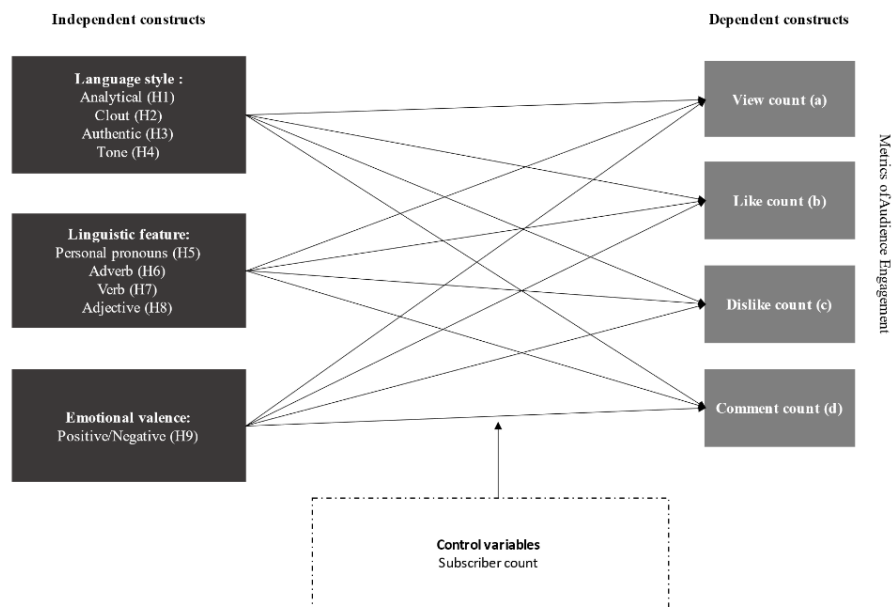 Independent constructs
Dependent constructs
Language style :
Analytical (H1)
Clout (H2)
Authentic (H3)
Tone (H4)
Linguistic feature:
Personal pronouns (H5)
Adverb (H6)
Verb (H7)
Adjective (H8)
Emotional valence:
Positive/Negative (H9)
View count (a)
Like count (b)
Dislike count (c)
Comment count (d)
Metrics of Audience Engagement
Control variables
Subscriber count